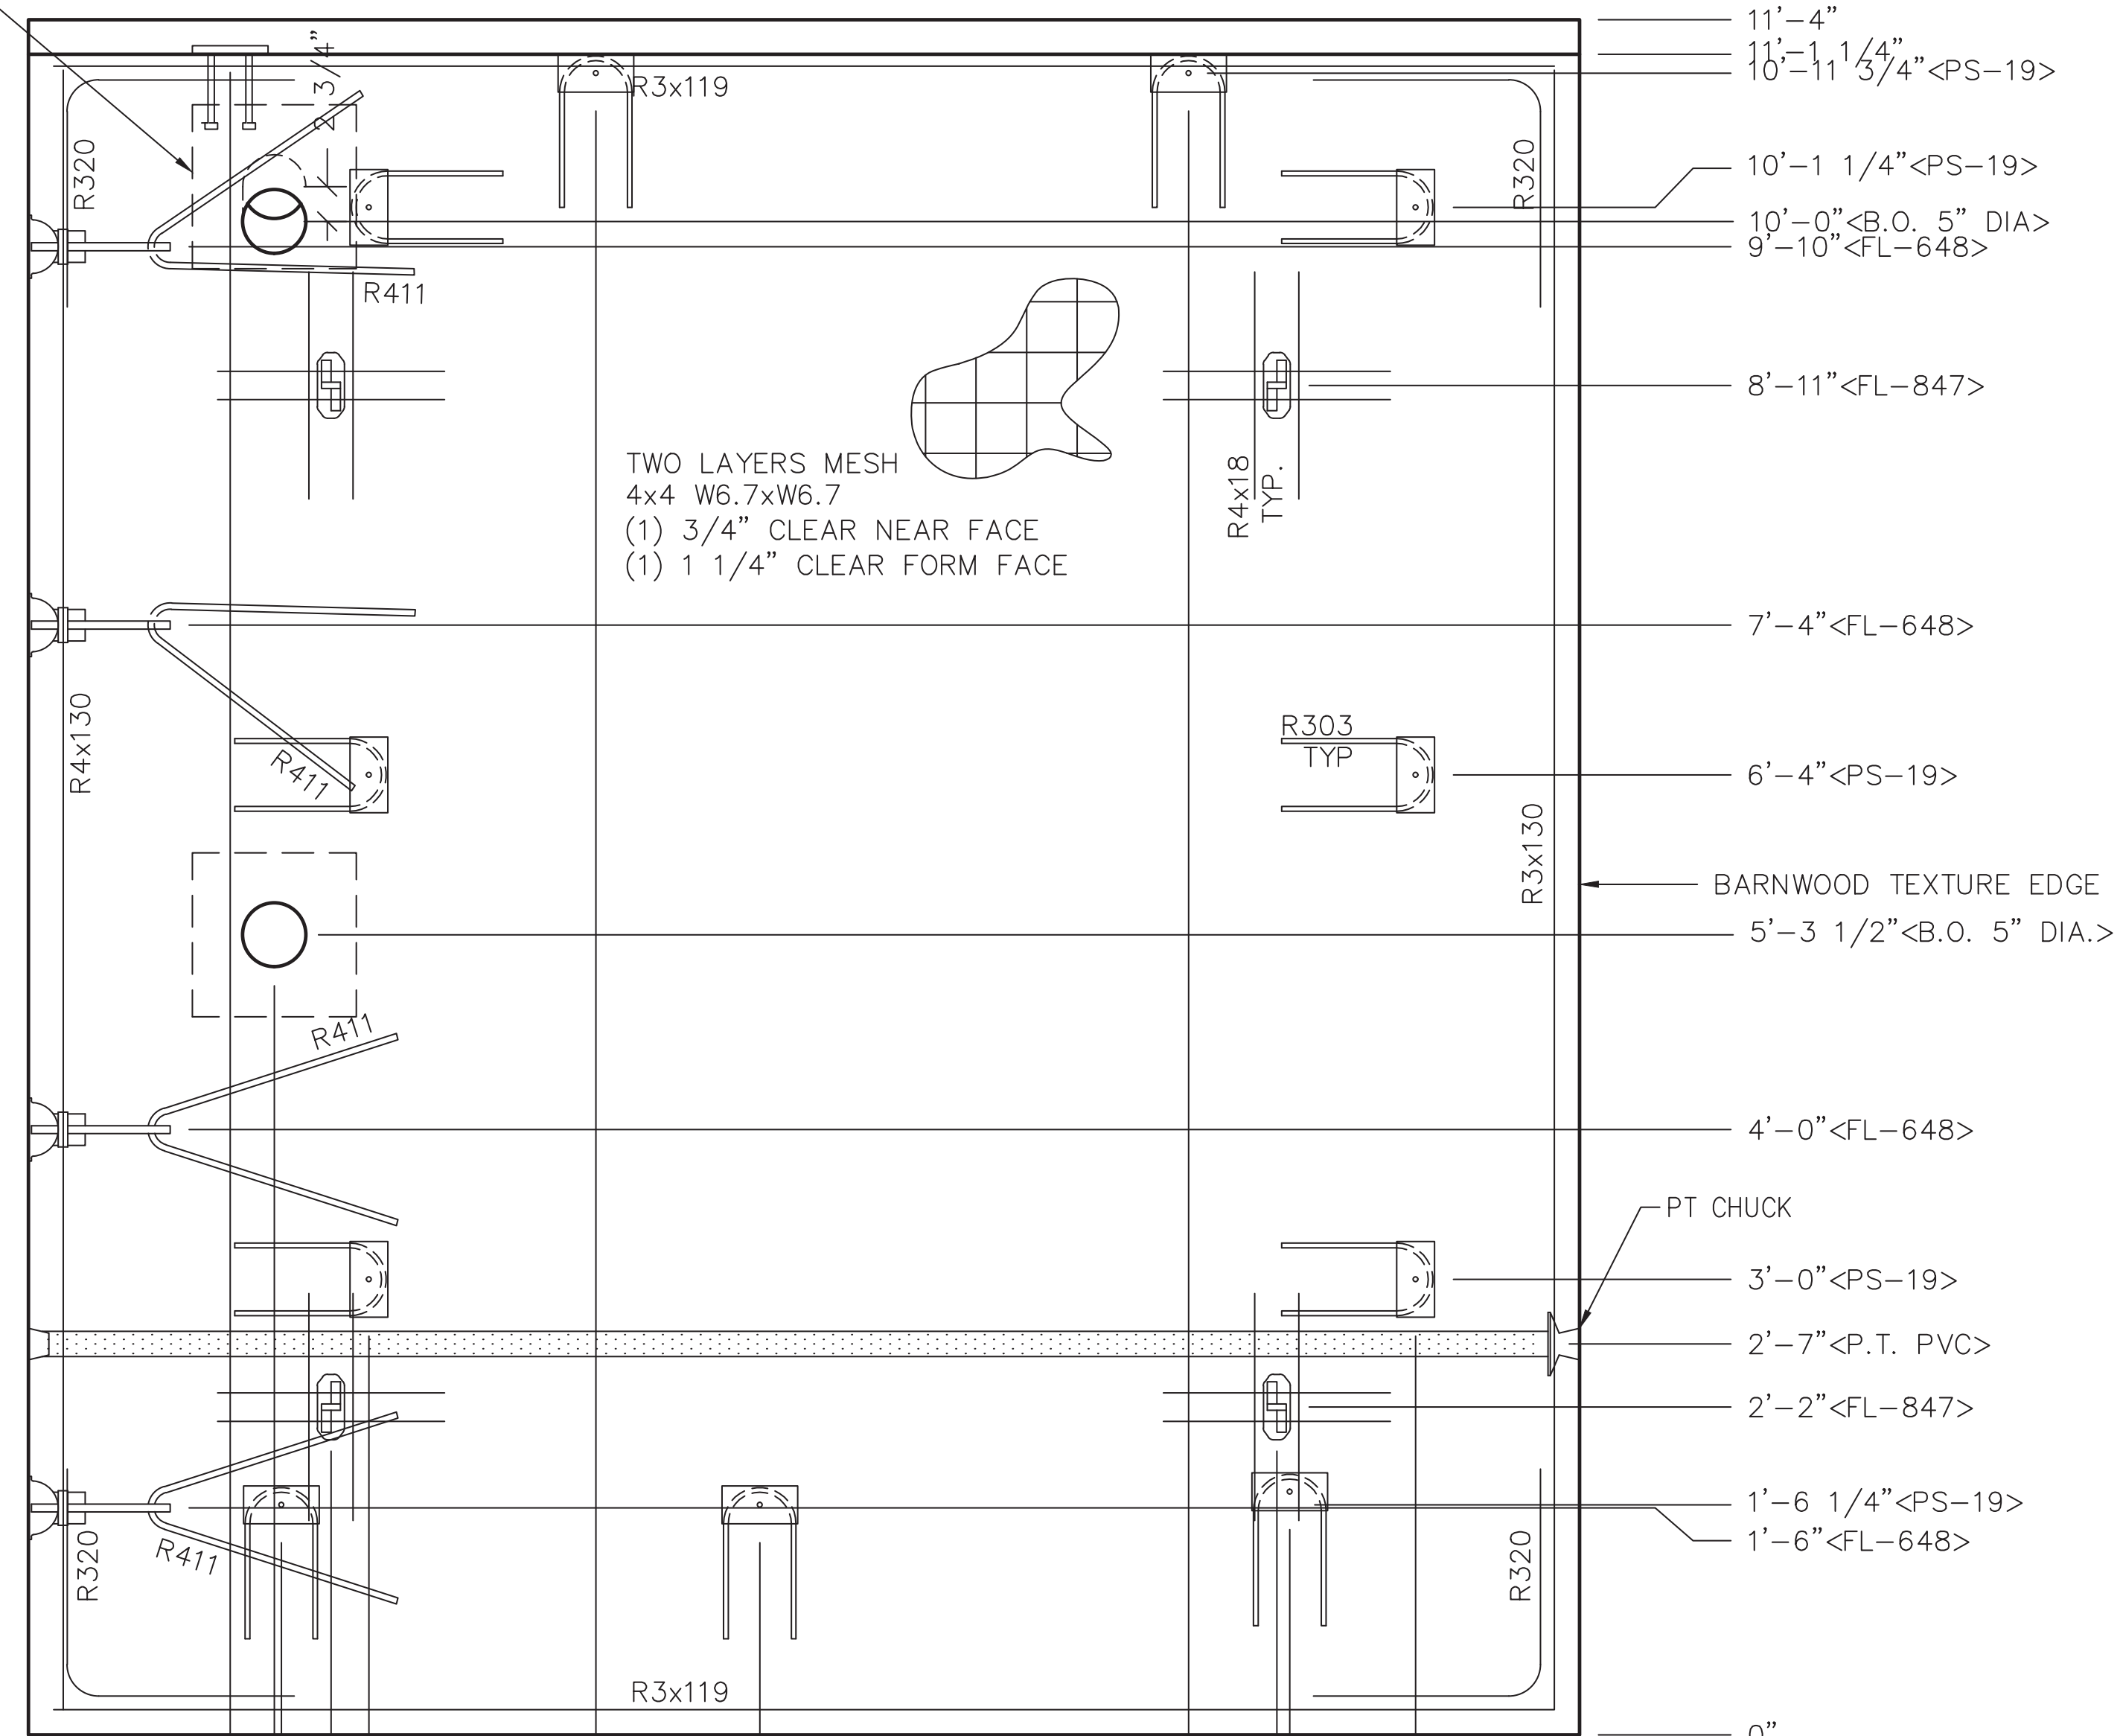 11'-4"
11'-1 1/4"
10'-11 3/4"<PS-19>
2 3/4"
R3x119
R320
R320
10'-1 1/4"<PS-19>
10'-0"<B.O. 5" DIA>
9'-10"<FL-648>
R411
8'-11"<FL-847>
TWO LAYERS MESH
4x4 W6.7xW6.7
(1) 3/4" CLEAR NEAR FACE
(1) 1 1/4" CLEAR FORM FACE
R4x18
TYP.
7'-4"<FL-648>
R4x130
R411
R303
TYP
6'-4"<PS-19>
R3x130
BARNWOOD TEXTURE EDGE
5'-3 1/2"<B.O. 5" DIA.>
R411
4'-0"<FL-648>
PT CHUCK
3'-0"<PS-19>
2'-7"<P.T. PVC>
2'-2"<FL-847>
1'-6 1/4"<PS-19>
1'-6"<FL-648>
R320
R411
R320
R3x119
0"